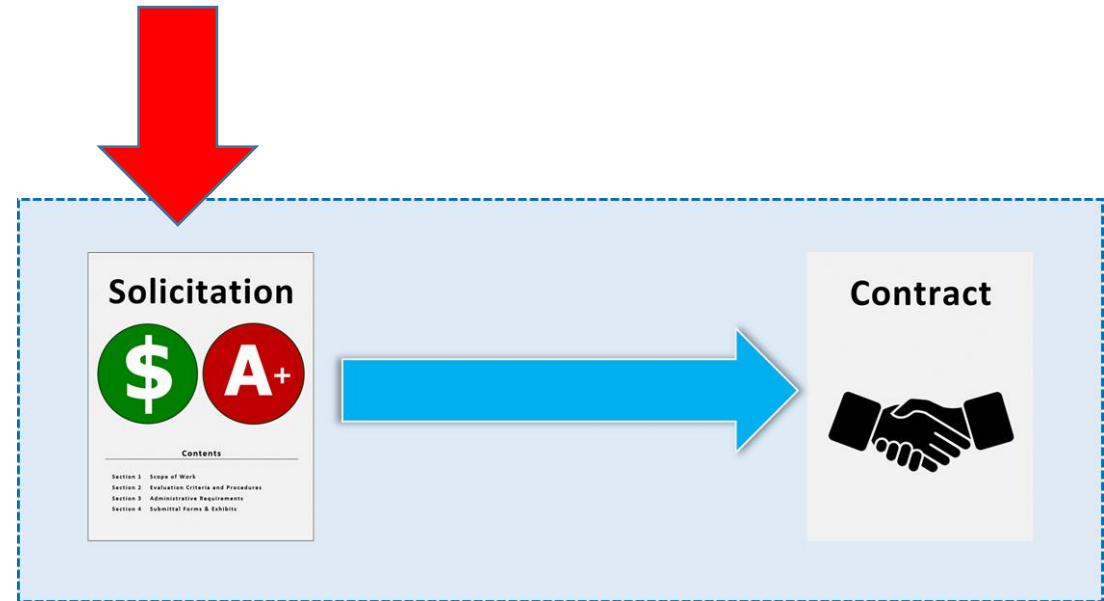 Solicitation
$ A+
Contents
Section 1 Scope of Work
Section 2 Evaluation Criteria and Procedures
Section 3 Administrative Requirements
Section 4 Submittal Forms & Exhibits
Contract